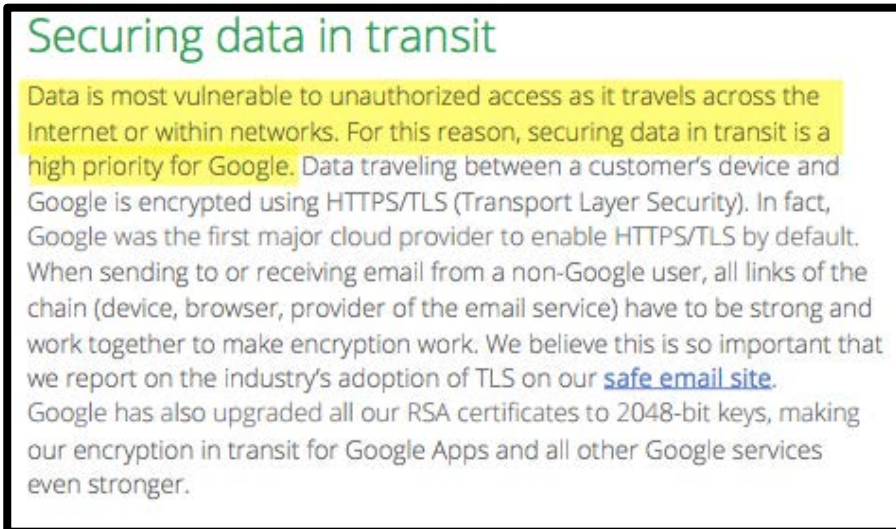 Securing data in transit
Data is most vulnerable to unauthorized access as it travels across the
Internet or within networks. For this reason, securing data in transit is a
high priority for Google. Data traveling between a customer's device and
Google is encrypted using HTTPS/TLS (Transport Layer Security). In fact,
Google was the first major cloud provider to enable HTTPS/TLS by default.
When sending to or receiving email from a non-Google user, all links of the
chain (device, browser, provider of the email service) have to be strong and
work together to make encryption work. We believe this is so important that
we report on the industry's adoption of TLS on our safe email site.
Google has also upgraded all our RSA certificates to 2048-bit keys, making
our encryption in transit for Google Apps and all other Google services
even stronger.